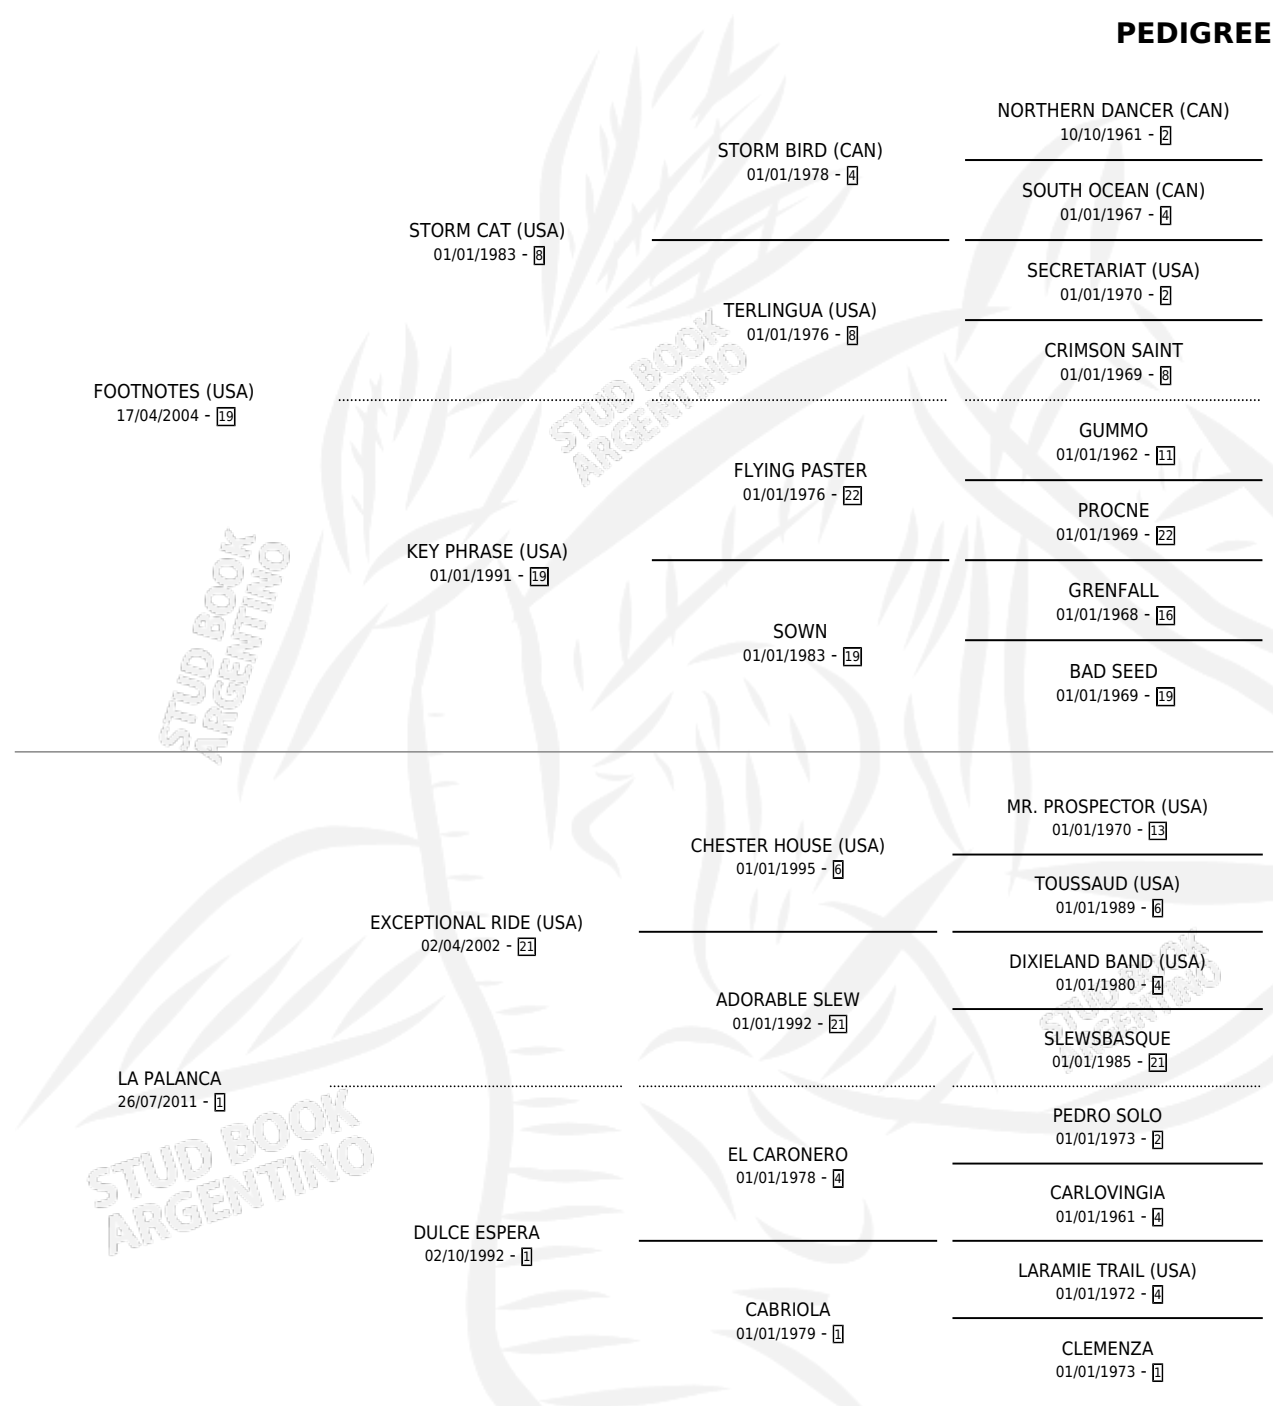 PEDIGREE
NORTHERN DANCER (CAN)
10/10/1961 - 2
STORM BIRD (CAN)
01/01/1978 - 4
SOUTH OCEAN (CAN)
01/01/1967 - 4
STORM CAT (USA)
01/01/1983 - 8
SECRETARIAT (USA)
01/01/1970 - 2
TERLINGUA (USA)
01/01/1976 - 8
CRIMSON SAINT
01/01/1969 - 8
FOOTNOTES (USA)
17/04/2004 - 19
GUMMO
01/01/1962 - 11
FLYING PASTER
01/01/1976 - 22
PROCNE
01/01/1969 - 22
KEY PHRASE (USA)
01/01/1991 - 19
GRENFALL
01/01/1968 - 16
SOWN
01/01/1983 - 19
BAD SEED
01/01/1969 - 19
MR. PROSPECTOR (USA)
01/01/1970 - 13
CHESTER HOUSE (USA)
01/01/1995 - 6
TOUSSAUD (USA)
01/01/1989 - 6
EXCEPTIONAL RIDE (USA)
02/04/2002 - 21
DIXIELAND BAND (USA)
01/01/1980 - 4
ADORABLE SLEW
01/01/1992 - 21
SLEWSBASQUE
01/01/1985 - 21
LA PALANCA
26/07/2011 - 1
PEDRO SOLO
01/01/1973 - 2
EL CARONERO
01/01/1978 - 4
CARLOVINGIA
01/01/1961 - 4
DULCE ESPERA
02/10/1992 - 1
LARAMIE TRAIL (USA)
01/01/1972 - 4
CABRIOLA
01/01/1979 - 1
CLEMENZA
01/01/1973 - 1
STUD BOOK
ARGENTINO
STUD BOOK
ARGENTINO
STUD BOOK
ARGENTINO
STUD BOOK
ARGENTINO